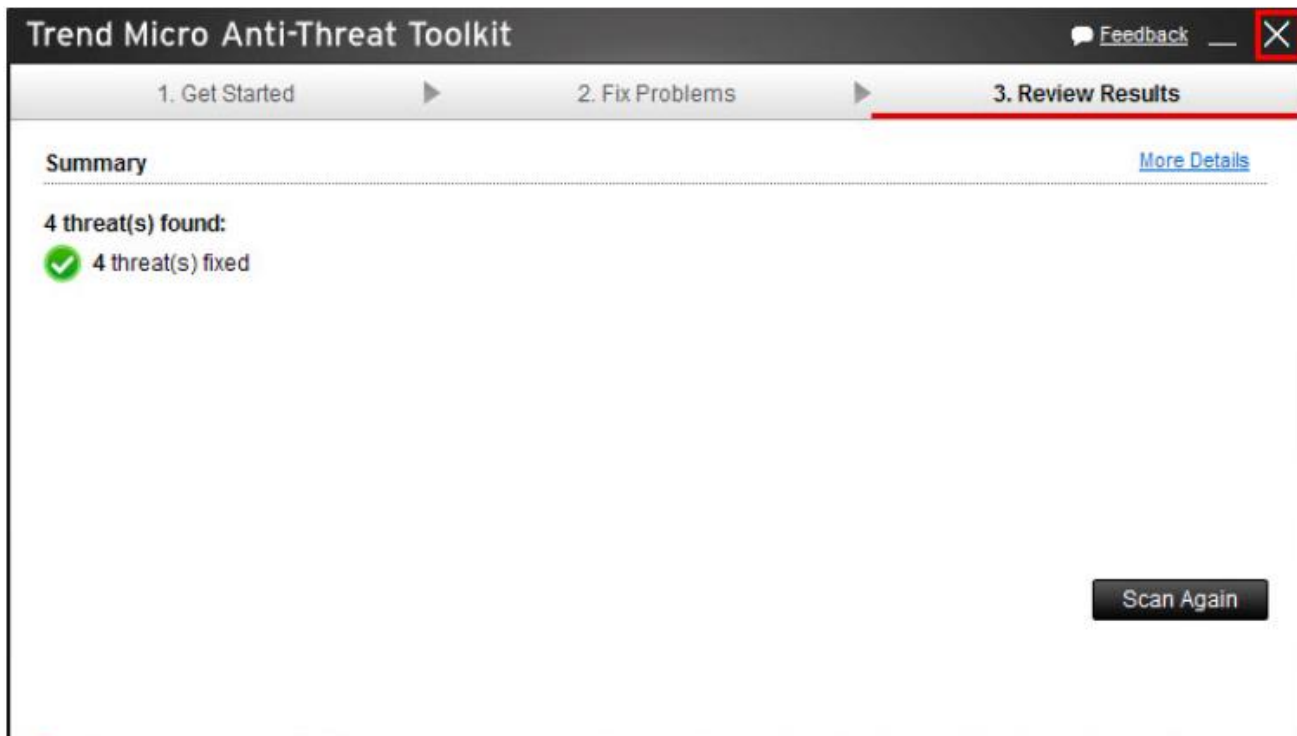 Trend Micro Anti-Threat Toolkit
Feedback
1. Get Started
2. Fix Problems
3. Review Results
Summary
More Details
4 threat(s) found:
4 threat(s) fixed
Scan Again